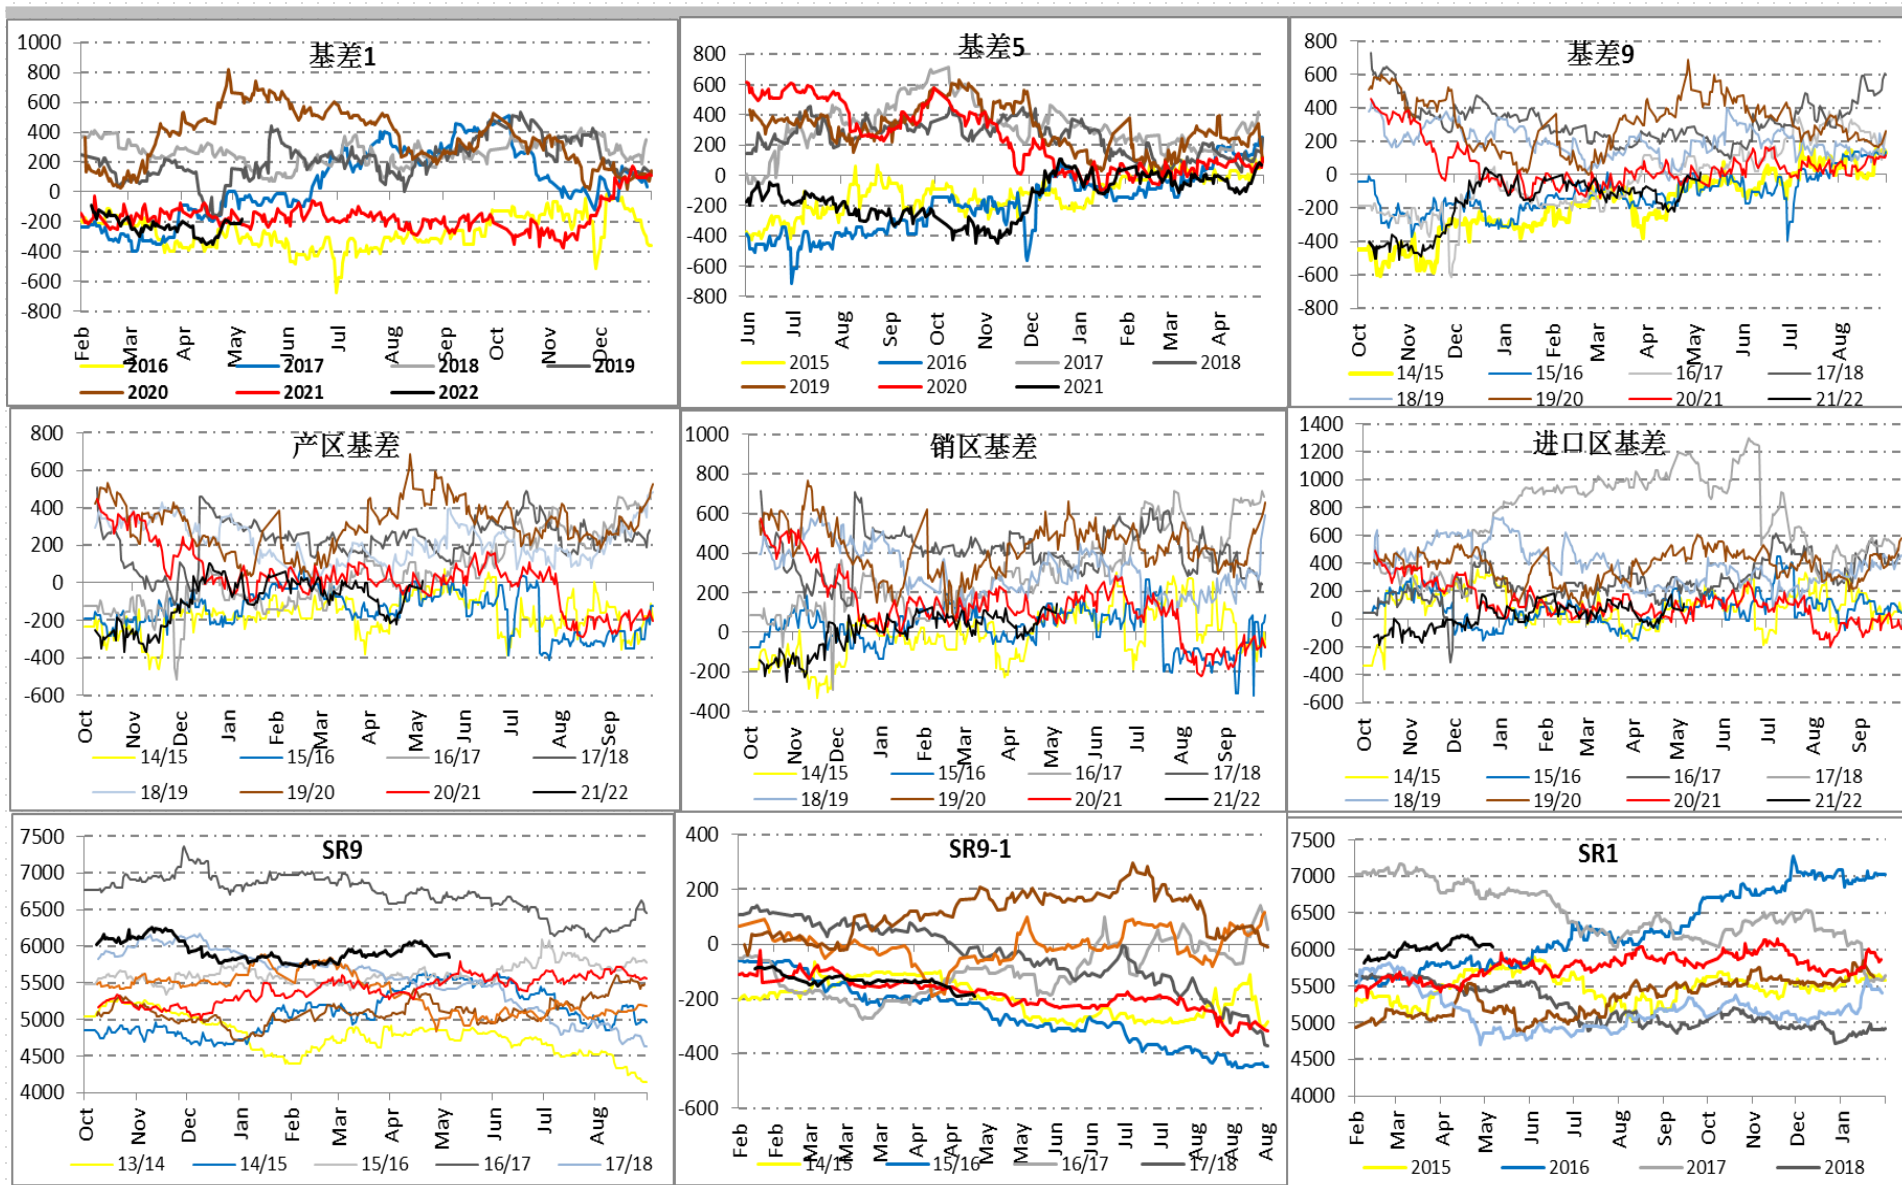 基差1
1000
800
600
400
200
0
-200
-400
-600
-800
Feb Mar Apr May Jun Jul Aug Sep Oct Nov Dec
2016 2017 2018 2019
2020 2021 2022
基差5
800
600
400
200
0
-200
-400
-600
-800
Jun Jul Aug Sep Oct Nov Dec Jan Feb Mar Apr
2015 2016 2017 2018
2019 2020 2021
基差9
800
600
400
200
0
-200
-400
-600
-800
Oct Nov Dec Jan Feb Mar Apr May Jun Jul Aug
14/15 15/16 16/17 17/18
18/19 19/20 20/21 21/22
产区基差
800
600
400
200
0
-200
-400
-600
Oct Nov Dec Jan Feb Mar Apr May Jun Jul Aug Sep
14/15 15/16 16/17 17/18
18/19 19/20 20/21 21/22
销区基差
1000
800
600
400
200
0
-200
-400
Oct Nov Dec Jan Feb Mar Apr May Jun Jul Aug Sep
14/15 15/16 16/17 17/18
18/19 19/20 20/21 21/22
进口区基差
1400
1200
1000
800
600
400
200
0
-200
-400
-600
Oct Nov Dec Jan Feb Mar Apr May Jun Jul Aug Sep
14/15 15/16 16/17 17/18
18/19 19/20 20/21 21/22
SR9
7500
7000
6500
6000
5500
5000
4500
4000
Oct Nov Dec Jan Feb Mar Apr May Jun Jul Aug
13/14 14/15 15/16 16/17 17/18
SR9-1
400
200
0
-200
-400
-600
Feb Feb Mar Mar Mar Apr Apr May May Jun Jun Jul Jul Aug Aug Aug
14/15 15/16 16/17 17/18
SR1
7500
7000
6500
6000
5500
5000
4500
4000
Feb Mar Apr May Jun Jul Aug Sep Oct Nov Dec Jan
2015 2016 2017 2018